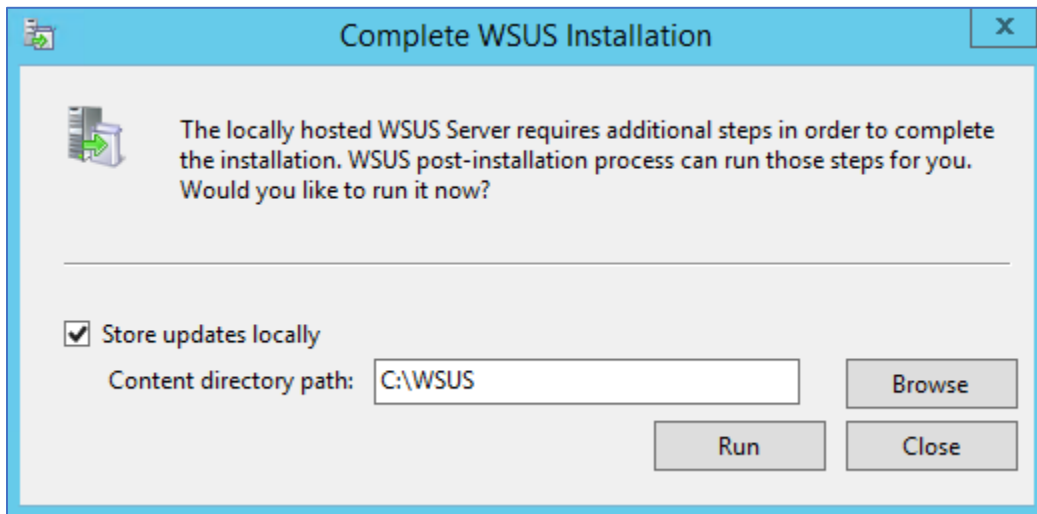 Complete WSUS Installation
x
The locally hosted WSUS Server requires additional steps in order to complete
the installation. WSUS post-installation process can run those steps for you.
Would you like to run it now?
Store updates locally
Content directory path: C:\WSUS Browse
Run Close